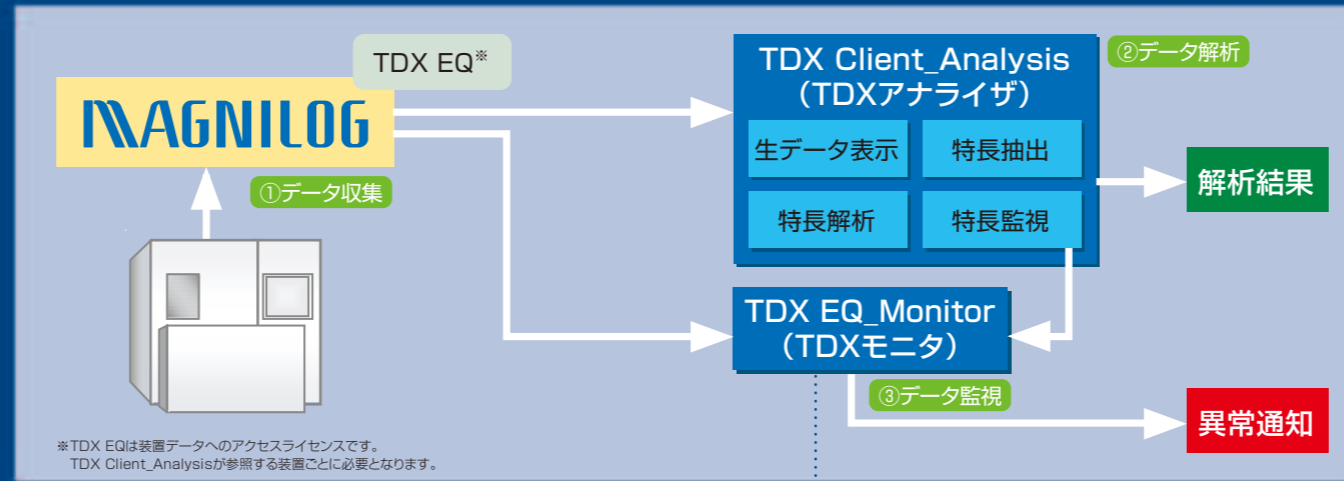 TDX EQ※
MAGNILOG
①データ収集
TDX Client_Analysis
（TDXアナライザ）
②データ解析
生データ表示
特長抽出
特長解析
特長監視
解析結果
TDX EQ_Monitor
（TDXモニタ）
③データ監視
異常通知
※TDX EQは装置データへのアクセスライセンスです。
TDX Client_Analysisが参照する装置ごとに必要となります。